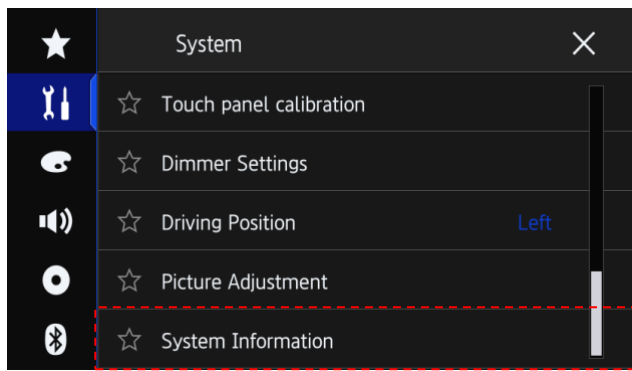 System
Touch panel calibration
Dimmer Settings
Driving Position Left
Picture Adjustment
System Information